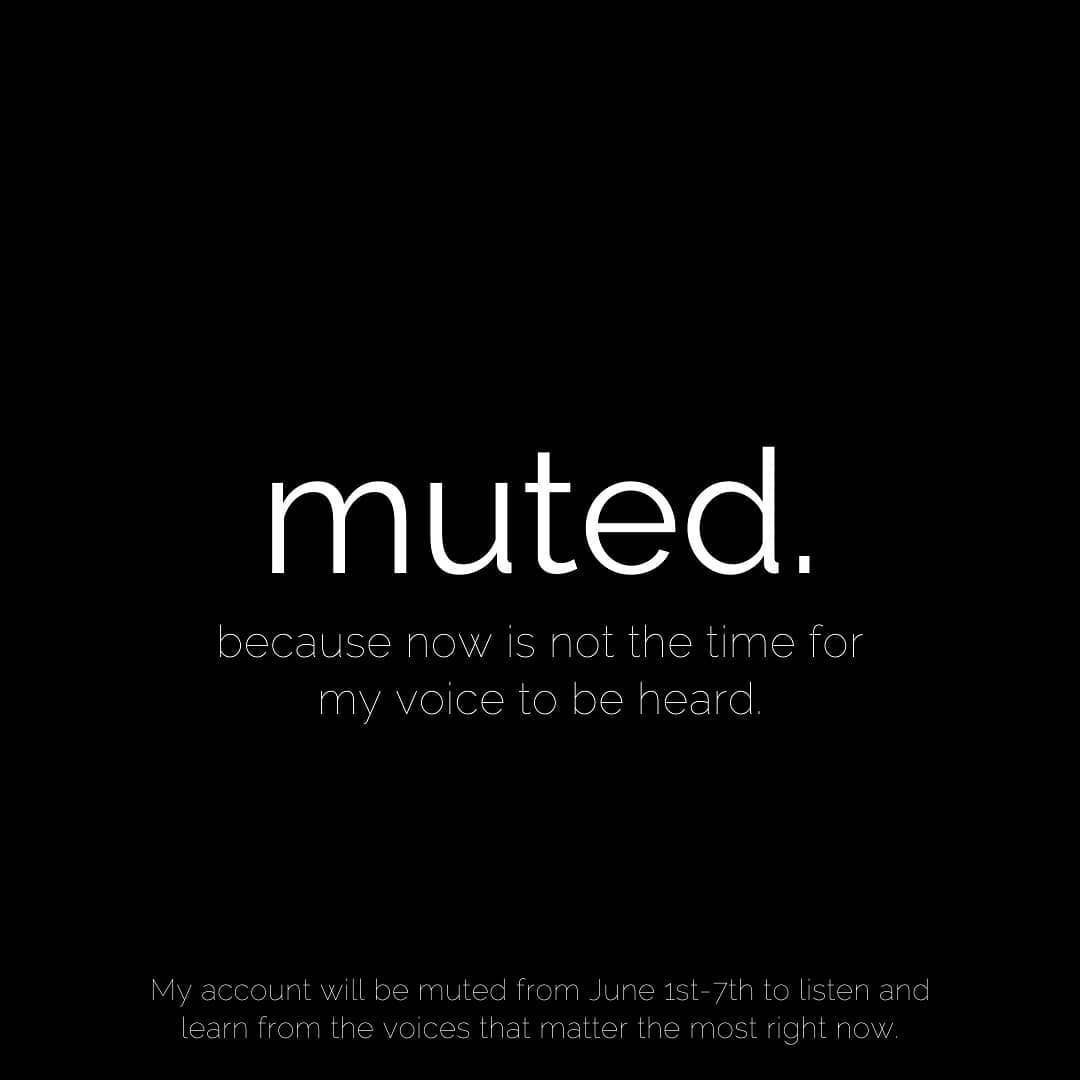 muted.
because now is not the time for
my voice to be heard.
My account will be muted from June 1st-7th to listen and
learn from the voices that matter the most right now.